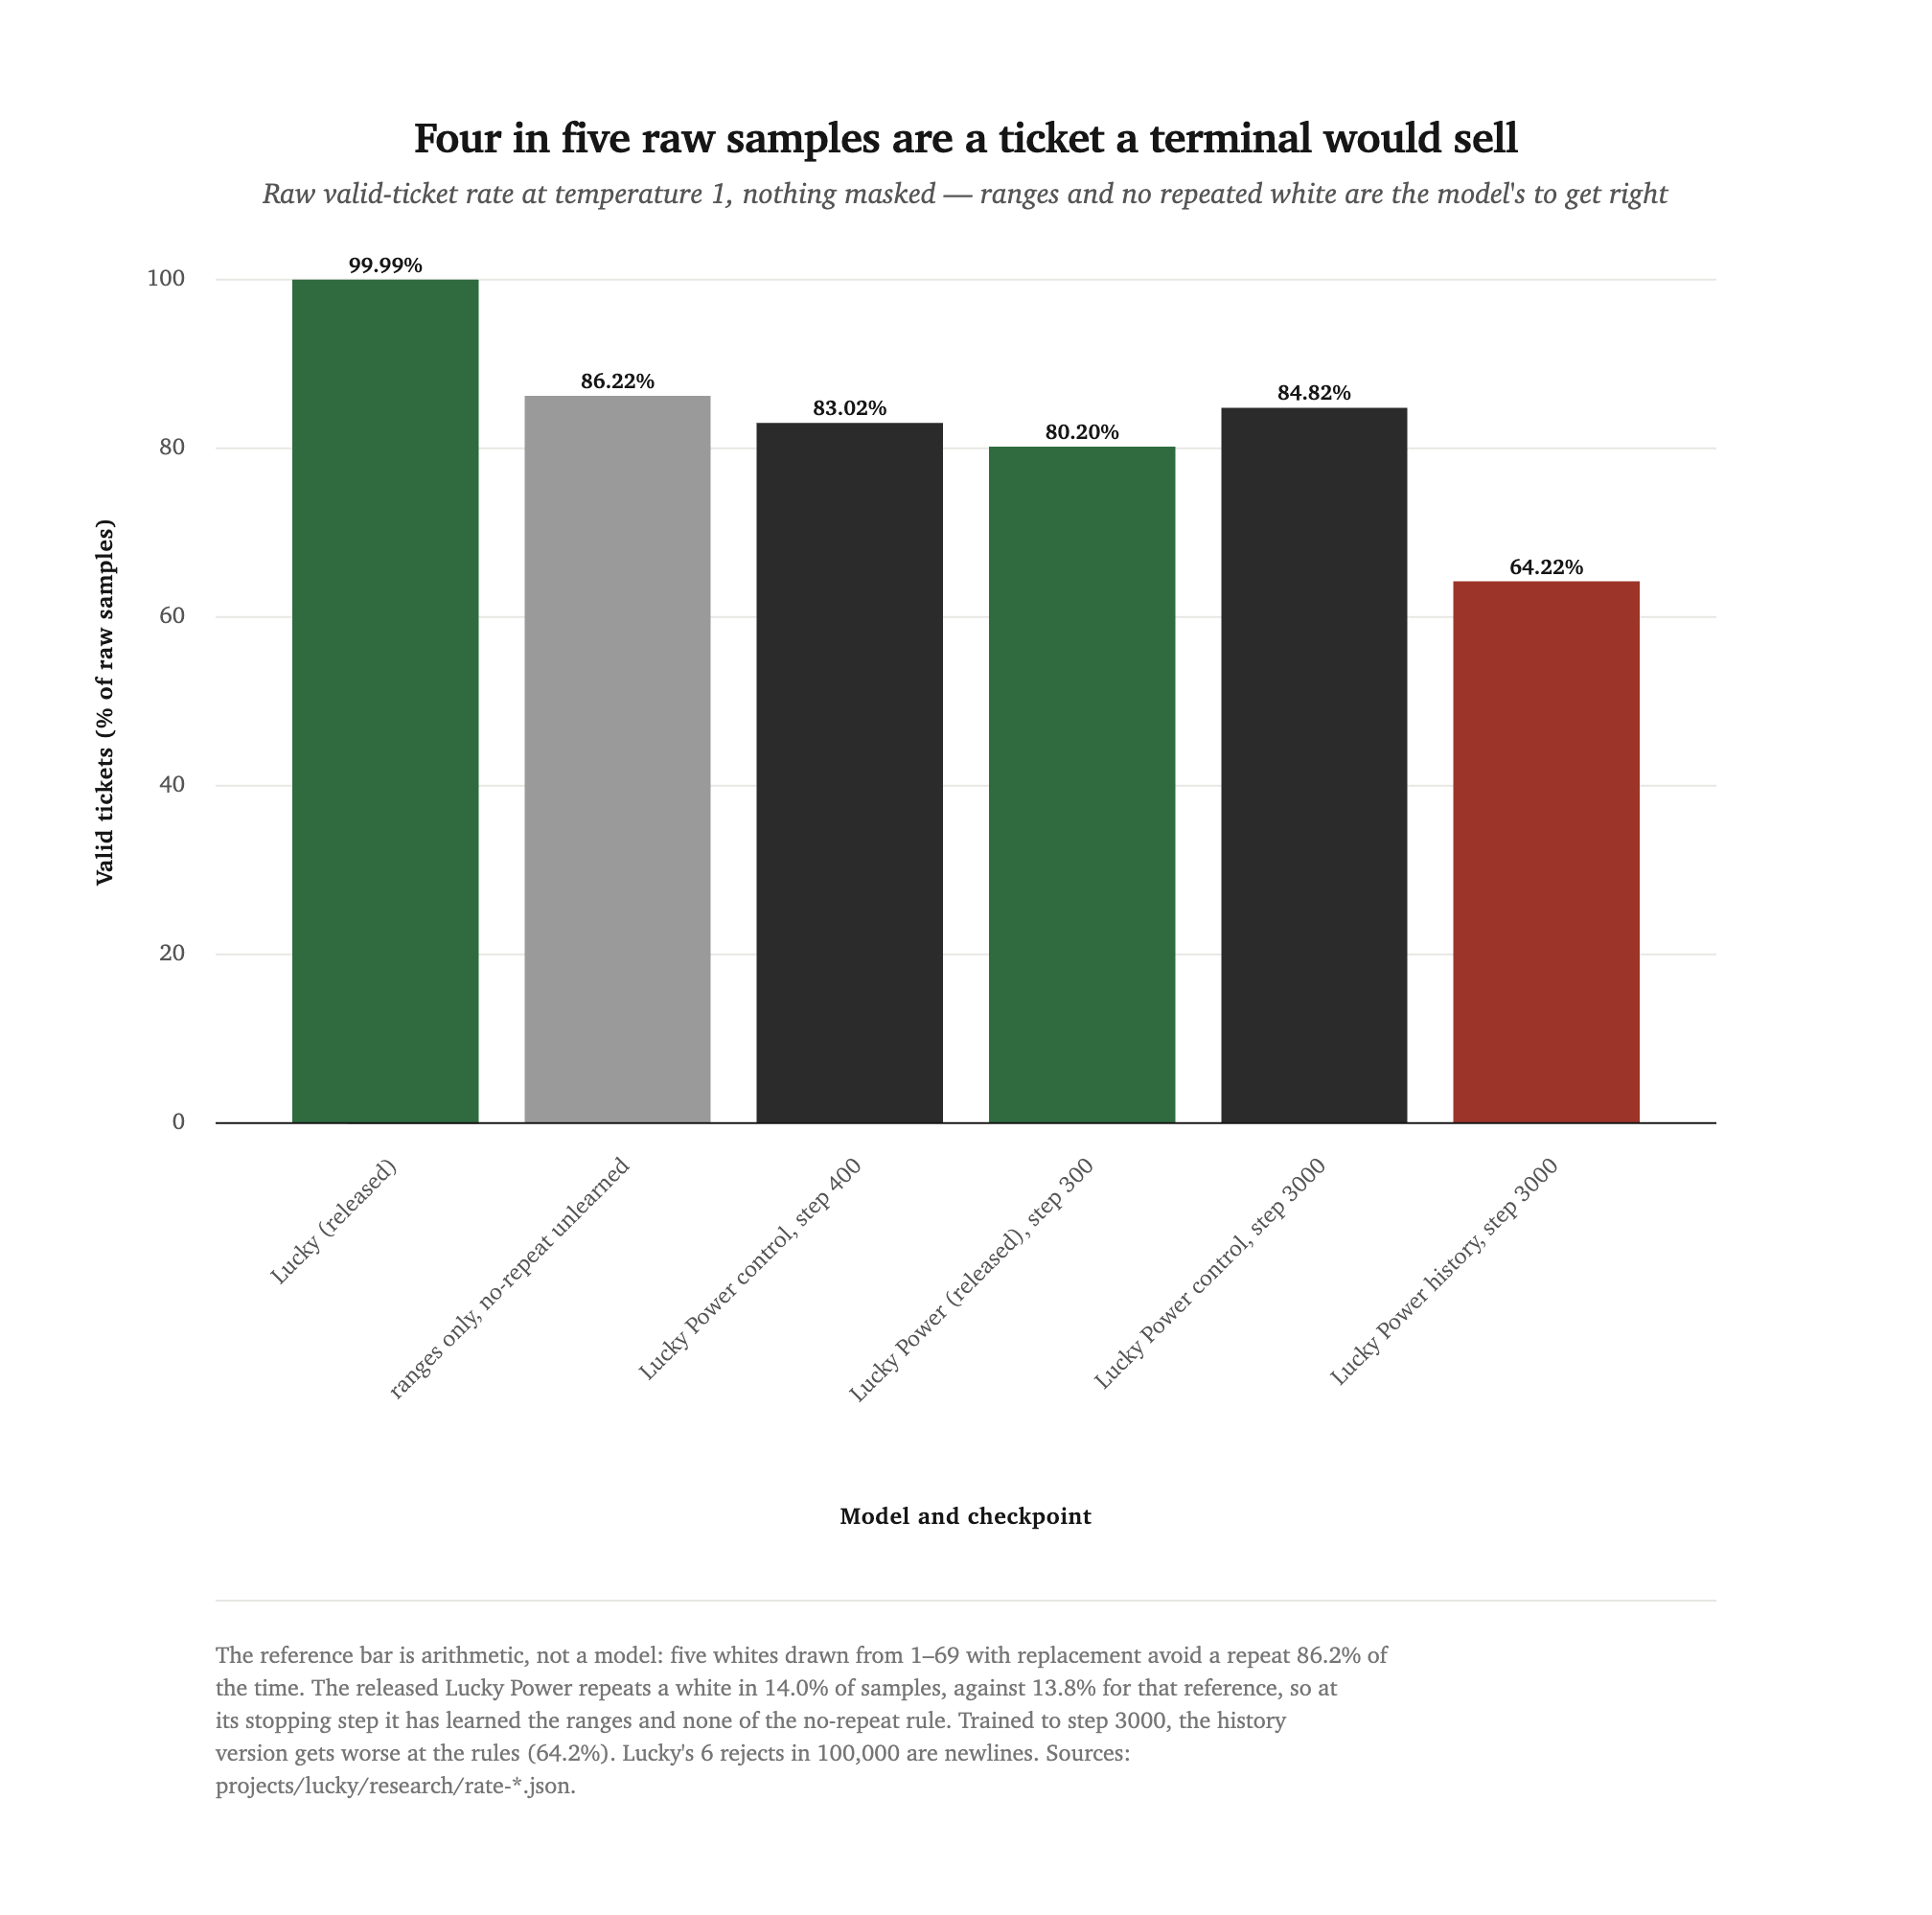 Four in five raw samples are a ticket a terminal would sell
Raw valid-ticket rate at temperature 1, nothing masked — ranges and no repeated white are the model's to get right
Valid tickets (% of raw samples)
100
80
60
40
20
0
99.99%
86.22%
83.02%
80.20%
84.82%
64.22%
Lucky (released)
ranges only, no-repeat unlearned
Lucky Power control, step 400
Lucky Power (released), step 300
Lucky Power control, step 3000
Lucky Power history, step 3000
Model and checkpoint
The reference bar is arithmetic, not a model: five whites drawn from 1–69 with replacement avoid a repeat 86.2% of
the time. The released Lucky Power repeats a white in 14.0% of samples, against 13.8% for that reference, so at
its stopping step it has learned the ranges and none of the no-repeat rule. Trained to step 3000, the history
version gets worse at the rules (64.2%). Lucky's 6 rejects in 100,000 are newlines. Sources:
projects/lucky/research/rate-*.json.